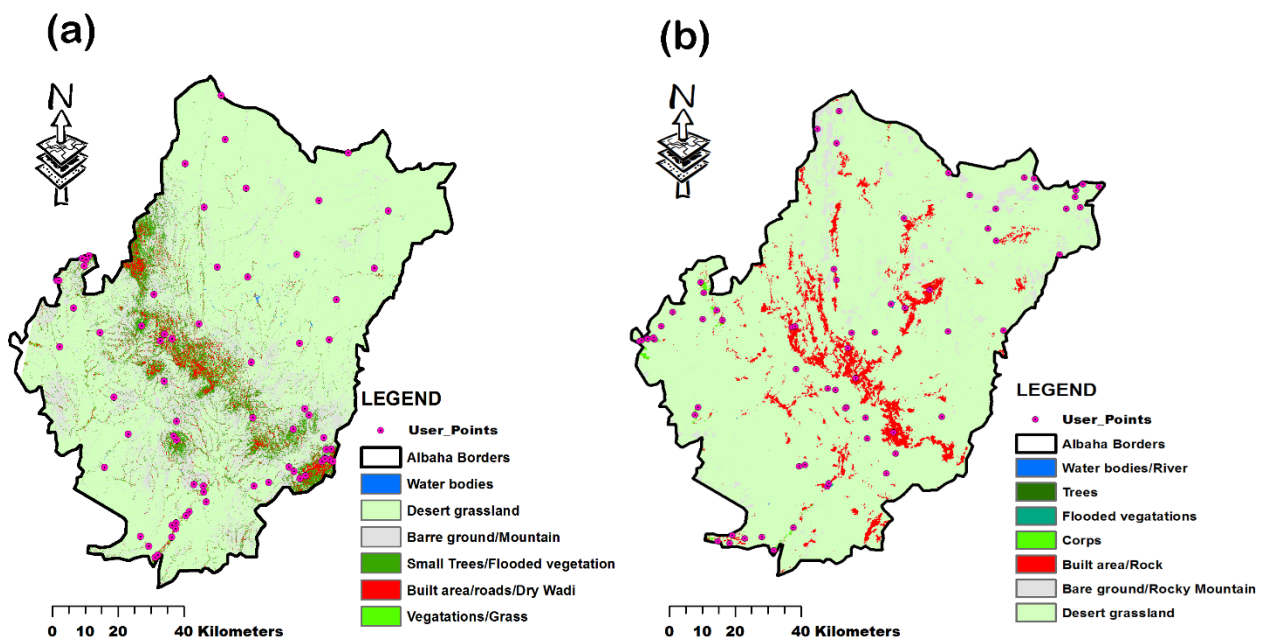 (a)
N
LEGEND
User_Points
Albaha Borders
Water bodies
Desert grassland
Barre ground/Mountain
Small Trees/Flooded vegetation
Built area/roads/Dry Wadi
Vegatations/Grass
0 10 20 40 Kilometers
(b)
N
LEGEND
User_Points
Albaha Borders
Water bodies/River
Trees
Flooded vegatations
Corps
Built area/Rock
Bare ground/Rocky Mountain
Desert grassland
0 10 20 40 Kilometers